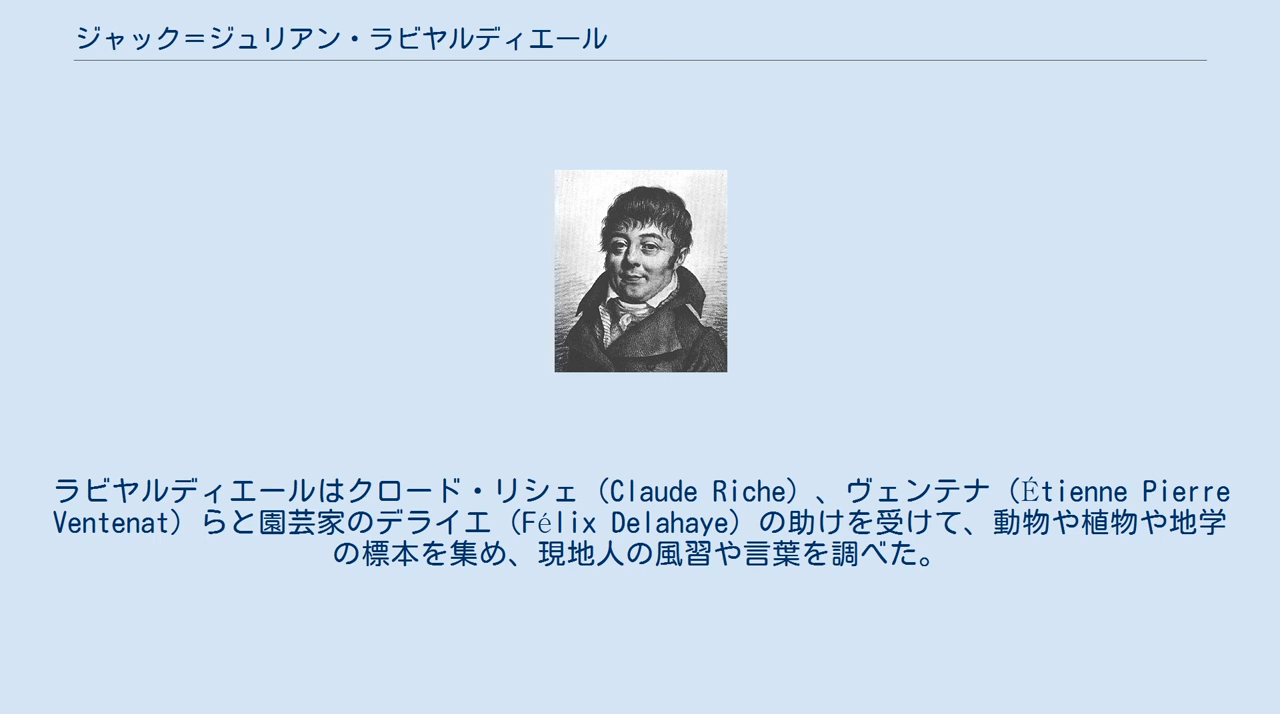 ジャック＝ジュリアン・ラビヤルディエール
ラビヤルディエールはクロード・リシェ（Claude Riche）、ヴェンテナ（Étienne Pierre
Ventenat）らと園芸家のデライエ（Félix Delahaye）の助けを受けて、動物や植物や地学
の標本を集め、現地人の風習や言葉を調べた。